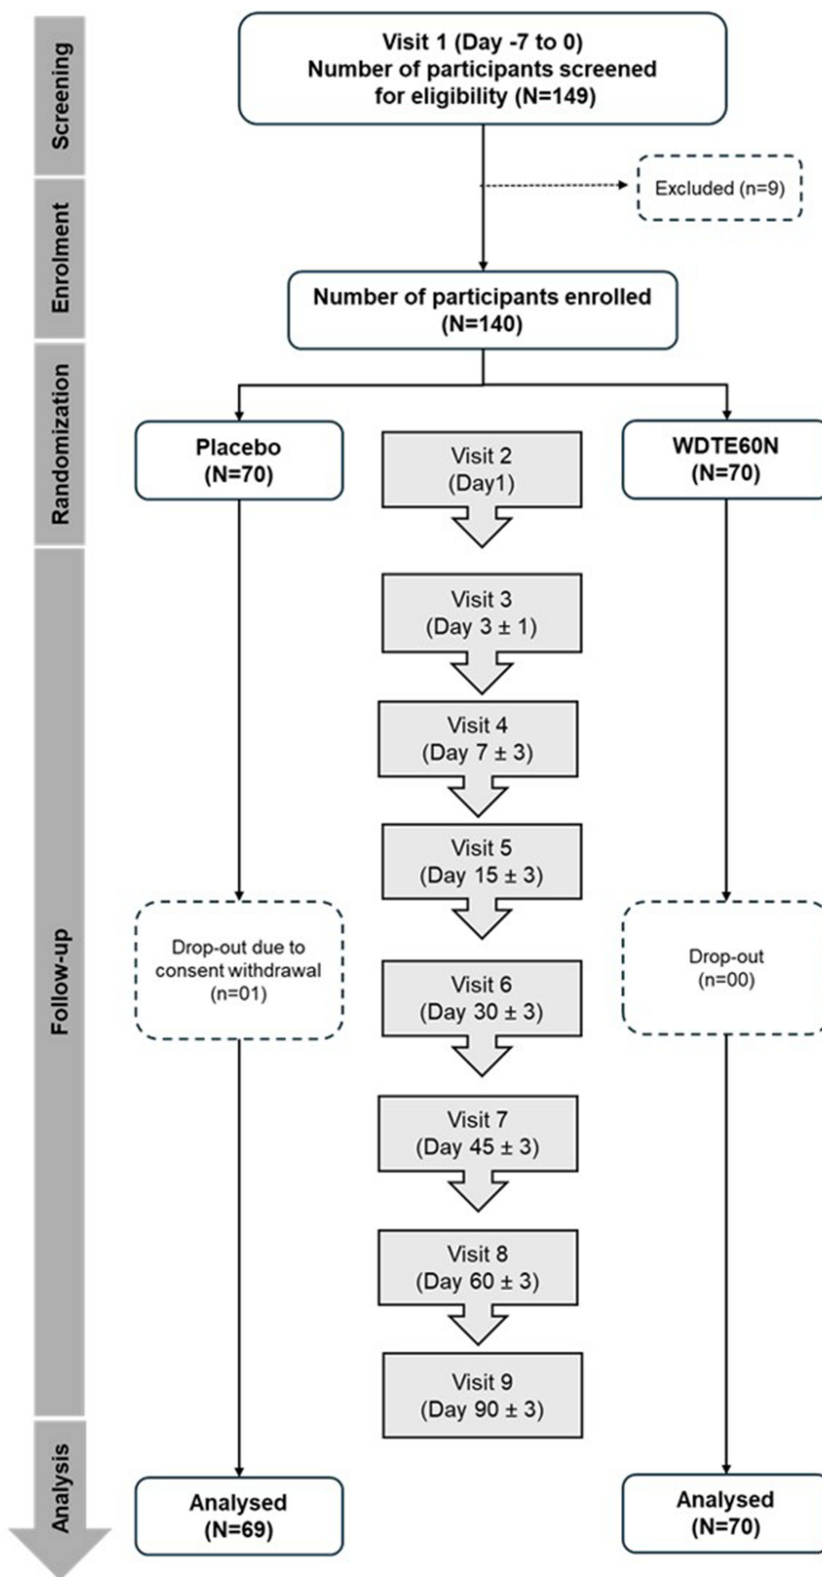 Screening
Visit 1 (Day -7 to 0)
Number of participants screened
for eligibility (N=149)
Excluded (n=9)
Enrolment
Number of participants enrolled
(N=140)
Randomization
Placebo
(N=70)
Visit 2
(Day1)
WDTE60N
(N=70)
Follow-up
Visit 3
(Day 3 ± 1)
Visit 4
(Day 7 ± 3)
Visit 5
(Day 15 ± 3)
Drop-out due to
consent withdrawal
(n=01)
Drop-out
(n=00)
Visit 6
(Day 30 ± 3)
Visit 7
(Day 45 ± 3)
Visit 8
(Day 60 ± 3)
Visit 9
(Day 90 ± 3)
Analysis
Analysed
(N=69)
Analysed
(N=70)